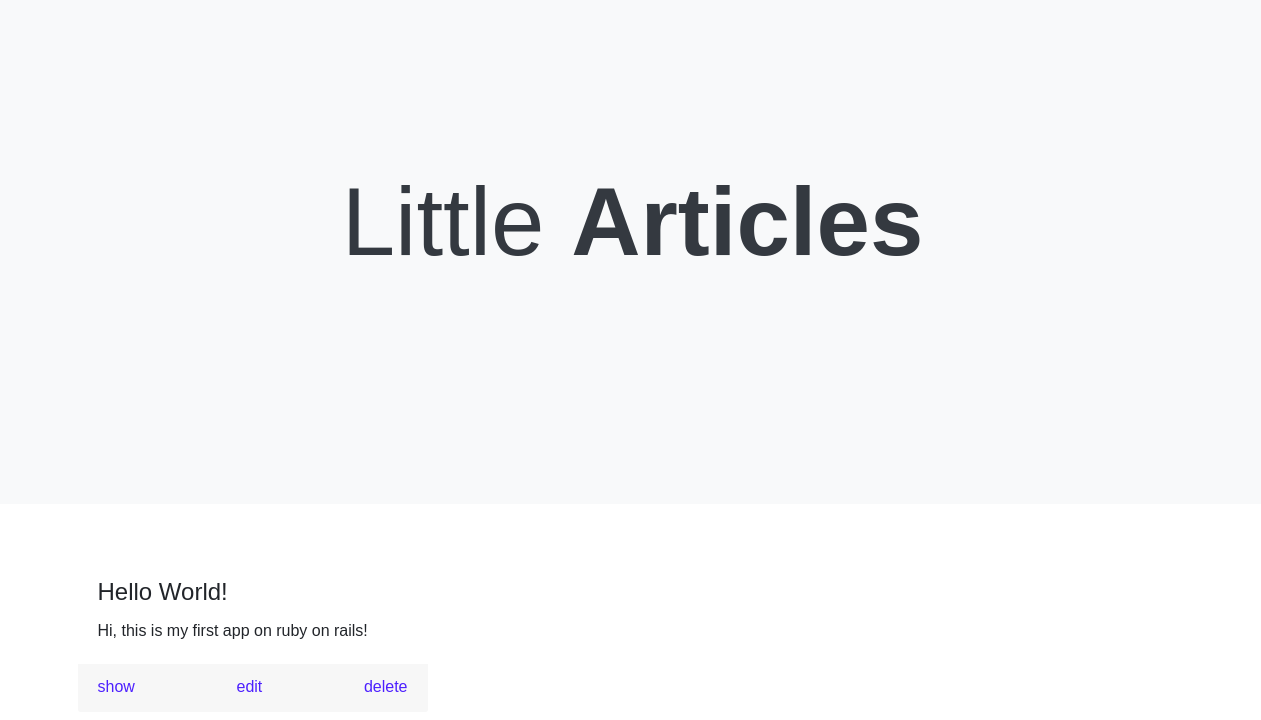 Little Articles
Hello World!
Hi, this is my first app on ruby on rails!
show edit delete